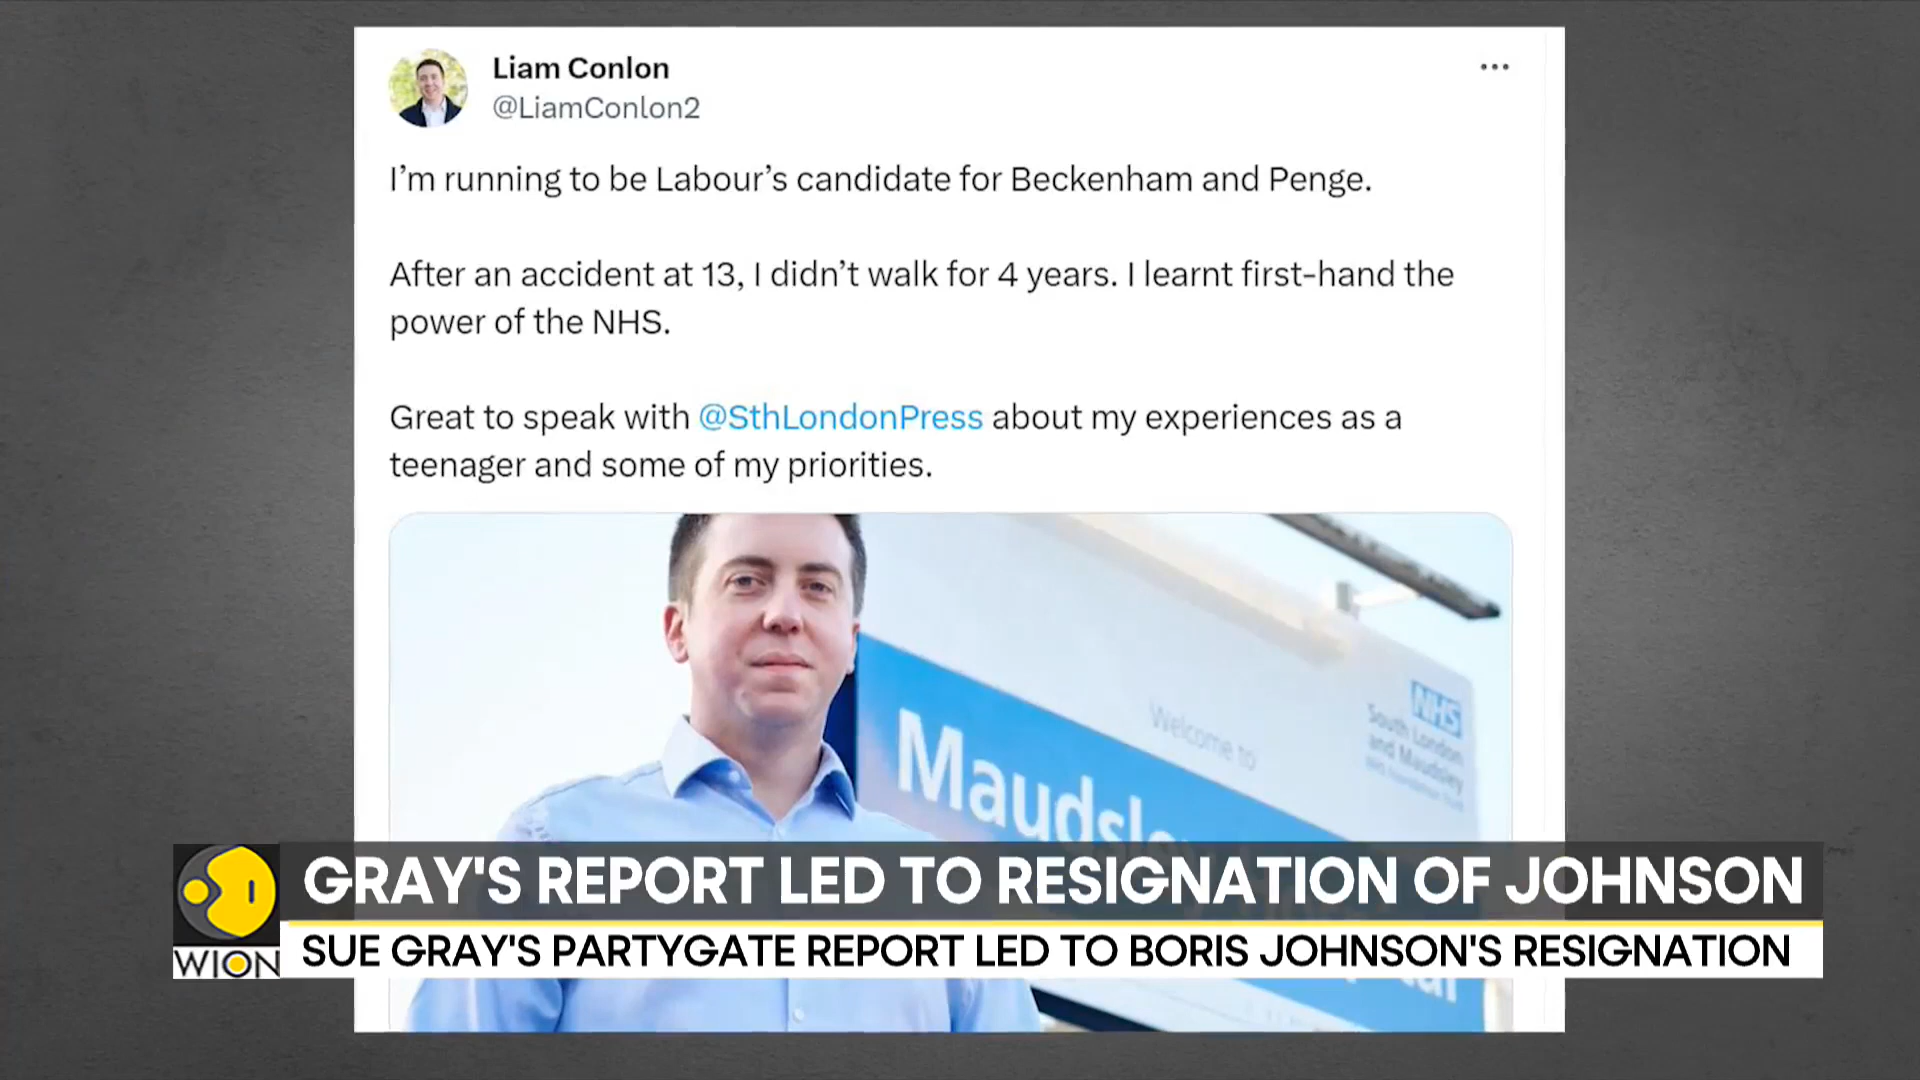 Liam Conlon
@LiamConlon2
I’m running to be Labour’s candidate for Beckenham and Penge.
After an accident at 13, I didn’t walk for 4 years. I learnt first-hand the
power of the NHS.
Great to speak with @SthLondonPress about my experiences as a
teenager and some of my priorities.
Welcome to
NHS
South London
and Maudsley
Maudsley
GRAY'S REPORT LED TO RESIGNATION OF JOHNSON
SUE GRAY'S PARTYGATE REPORT LED TO BORIS JOHNSON'S RESIGNATION
WION